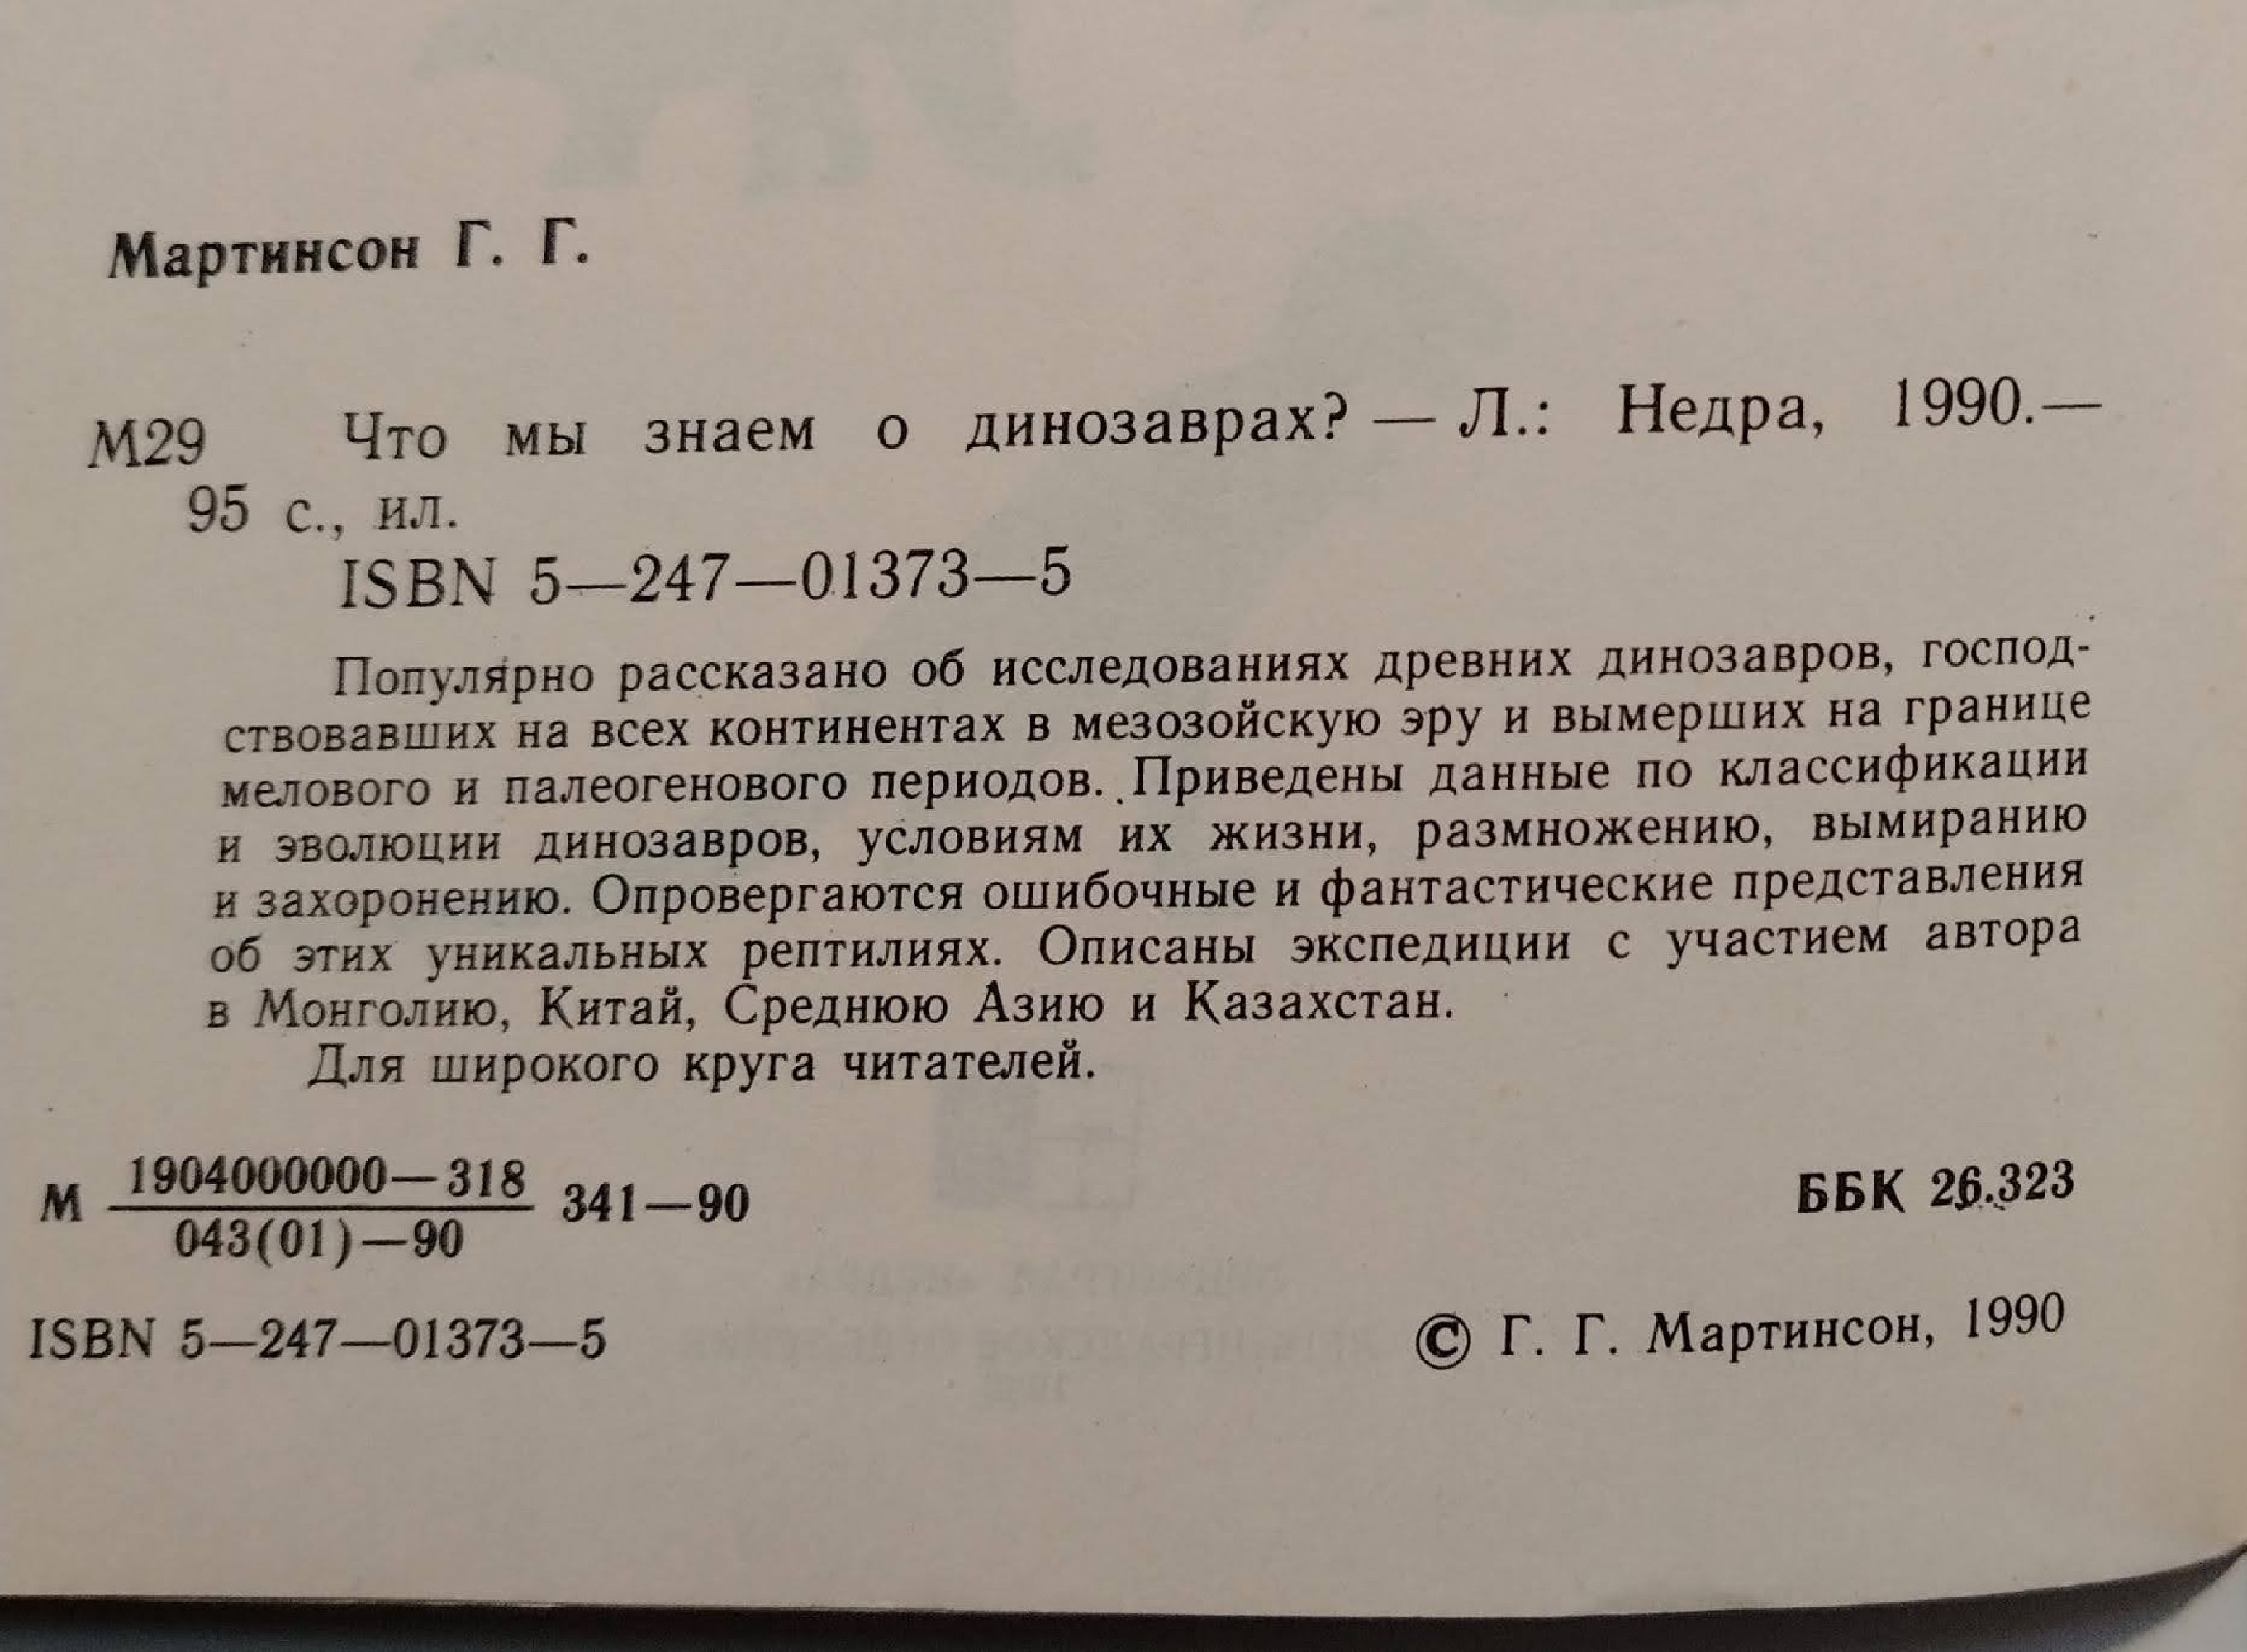 Мартинсон Г. Г.
М29 Что мы знаем о динозаврах? — Л.: Недра, 1990.—
95 с., ил.
ISBN 5—247—01373—5
Популярно рассказано об исследованиях древних динозавров, господ-
ствовавших на всех континентах в мезозойскую эру и вымерших на границе
мелового и палеогенового периодов. Приведены данные по классификации
и эволюции динозавров, условиям их жизни, размножению, вымиранию
и захоронению. Опровергаются ошибочные и фантастические представления
об этих уникальных рептилиях. Описаны экспедиции с участием автора
в Монголию, Китай, Среднюю Азию и Казахстан.
Для широкого круга читателей.
М 1904000000—318
043(01)—90
341—90
ББК 26.323
ISBN 5—247—01373—5
© Г. Г. Мартинсон, 1990